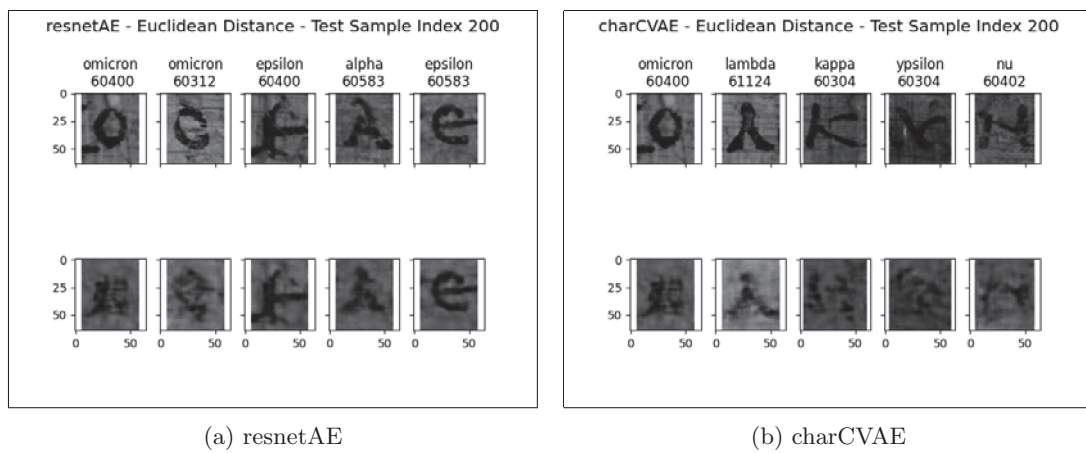 resnetAE - Euclidean Distance - Test Sample Index 200
omicron omicron epsilon alpha epsilon
60400 60312 60400 60583 60583
0
25
50
0 50 0 50 0 50 0 50 0 50
0
25
50
0 50 0 50 0 50 0 50 0 50
(a) resnetAE
charCVAE - Euclidean Distance - Test Sample Index 200
omicron lambda kappa ypsilon nu
60400 61124 60304 60304 60402
0
25
50
0 50 0 50 0 50 0 50 0 50
0
25
50
0 50 0 50 0 50 0 50 0 50
(b) charCVAE